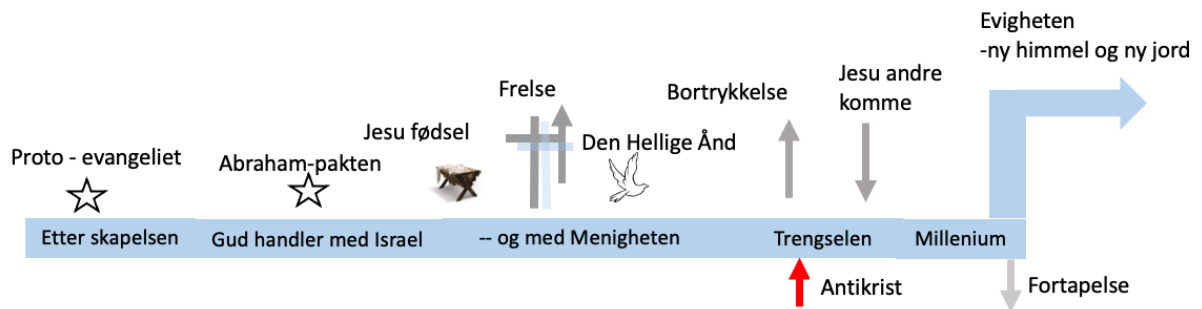 Evigheten
-ny himmel og ny jord
Frelse
Bortrykkelse
Jesu andre
komme
Jesu fødsel
Den Hellige Ånd
Proto - evangeliet
Abraham-pakten
Etter skapelsen
Gud handler med Israel
-- og med Menigheten
Trengselen
Millenium
Antikrist
Fortapelse